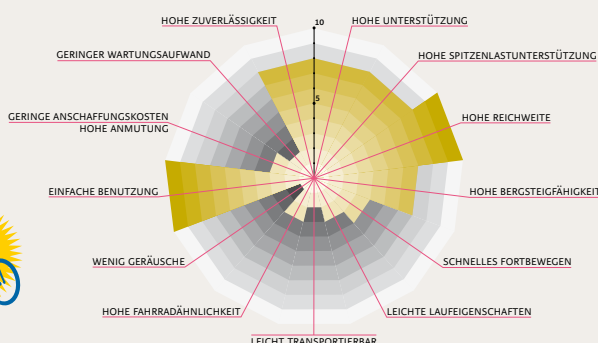 HOHE ZUVERLÄSSIGKEIT
10
HOHE UNTERSTÜTZUNG
GERINGER WARTUNGSAUFWAND
HOHE SPITZENLASTUNTERSTÜTZUNG
5
GERINGE ANSCHAFFUNGSKOSTEN
HOHE ANMUTUNG
HOHE REICHWEITE
EINFACHE BENUTZUNG
HOHE BERGSTEIGFÄHIGKEIT
WENIG GERÄUSCHE
SCHNELLES FORTBEWEGEN
HOHE FAHRRADÄHNLICHKEIT
LEICHTE LAUFEIGENSCHAFTEN
LEICHT TRANSPORTIERBAR